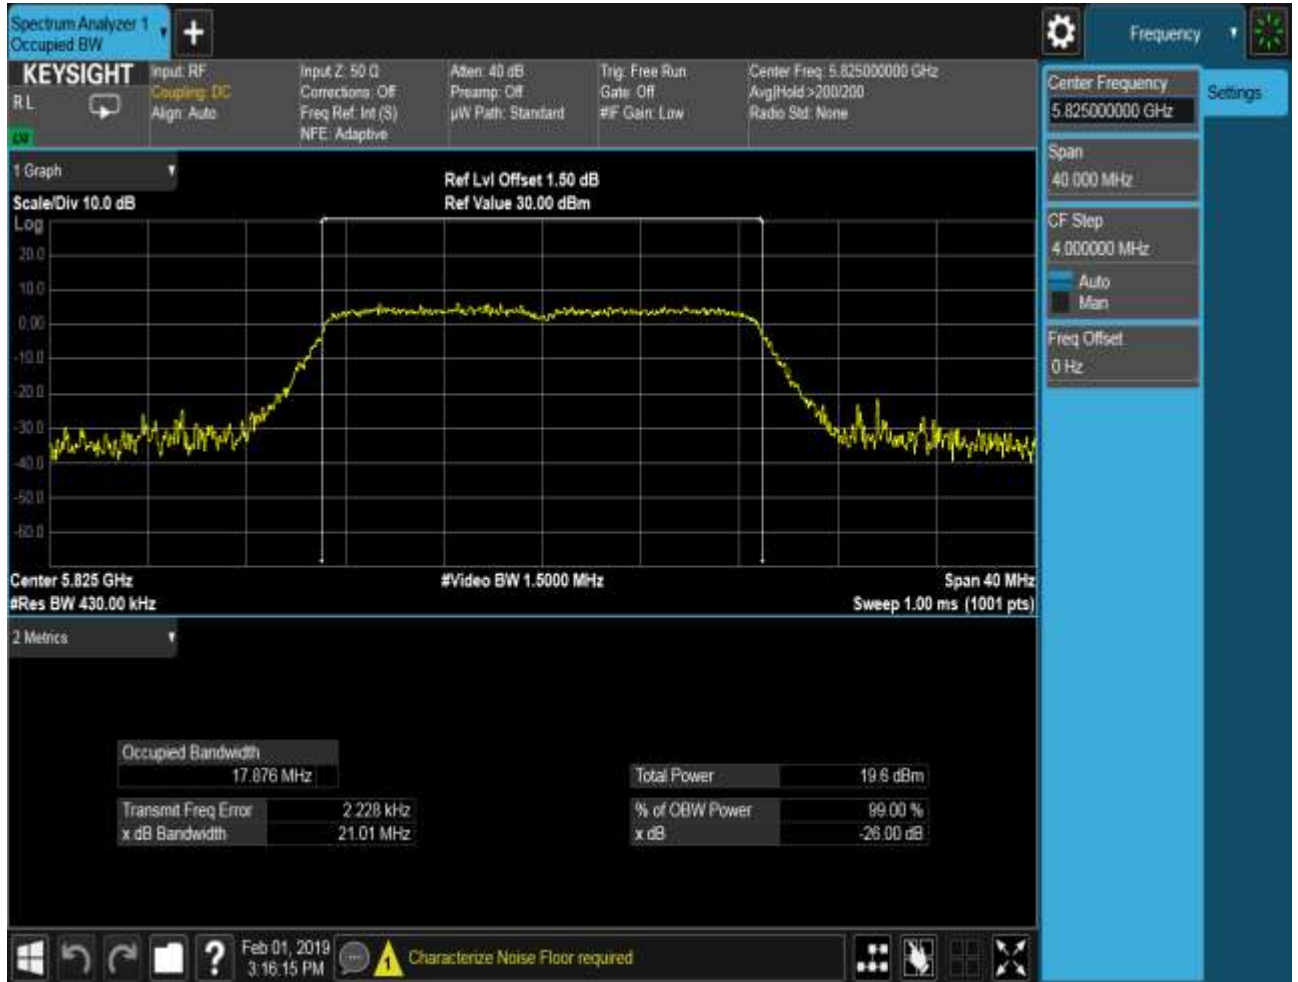 Spectrum Analyzer 1
Occupied BW
Frequency
KEYSIGHT
RL
Input: RF
Coupling: DC
Align: Auto
Input Z: 50 Ω
Corrections: Off
Freq Ref: Int (S)
NFE: Adaptive
Atten: 40 dB
Preamp: Off
µW Path: Standard
Trig: Free Run
Gate: Off
#IF Gain: Low
Center Freq: 5.825000000 GHz
Avg|Hold:>200/200
Radio Std: None
Center Frequency
5.825000000 GHz
Settings
Span
40.000 MHz
CF Step
4.000000 MHz
Auto
Man
Freq Offset
0 Hz
1 Graph
Scale/Div 10.0 dB
Ref Lvl Offset 1.50 dB
Ref Value 30.00 dBm
Log
20.0
10.0
0.00
-10.0
-20.0
-30.0
-40.0
-50.0
-60.0
Center 5.825 GHz
#Video BW 1.5000 MHz
Span 40 MHz
#Res BW 430.00 kHz
Sweep 1.00 ms (1001 pts)
2 Metrics
Occupied Bandwidth
17.876 MHz
Total Power 19.6 dBm
Transmit Freq Error 2.228 kHz
% of OBW Power 99.00 %
x dB Bandwidth 21.01 MHz
x dB -26.00 dB
Feb 01, 2019
3:16:15 PM
1
Characterize Noise Floor required